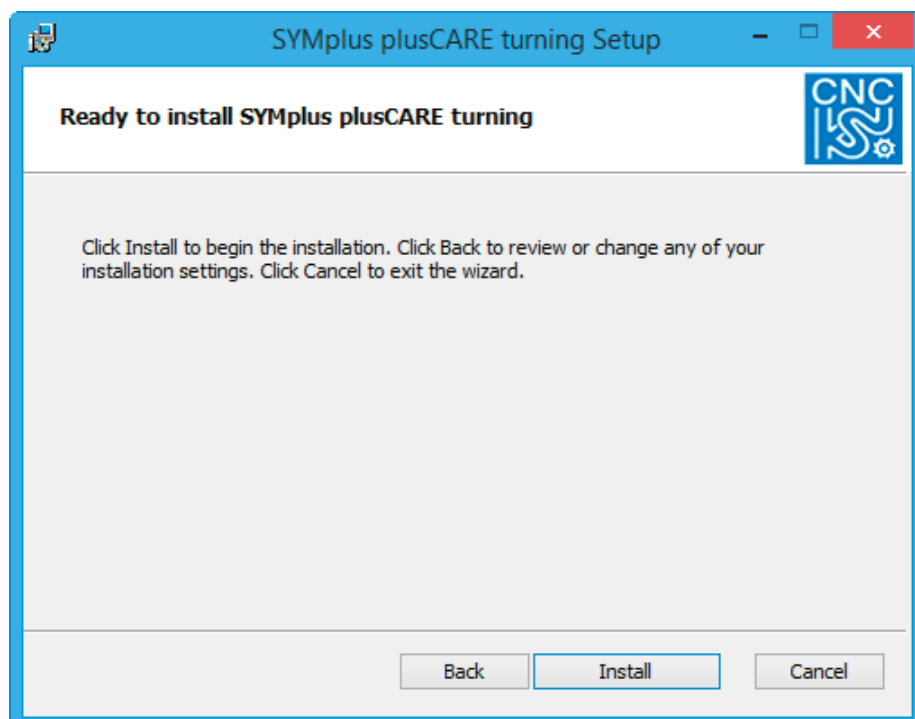 SYMplus plusCARE turning Setup
Ready to install SYMplus plusCARE turning
CNC
Click Install to begin the installation. Click Back to review or change any of your
installation settings. Click Cancel to exit the wizard.
Back
Install
Cancel